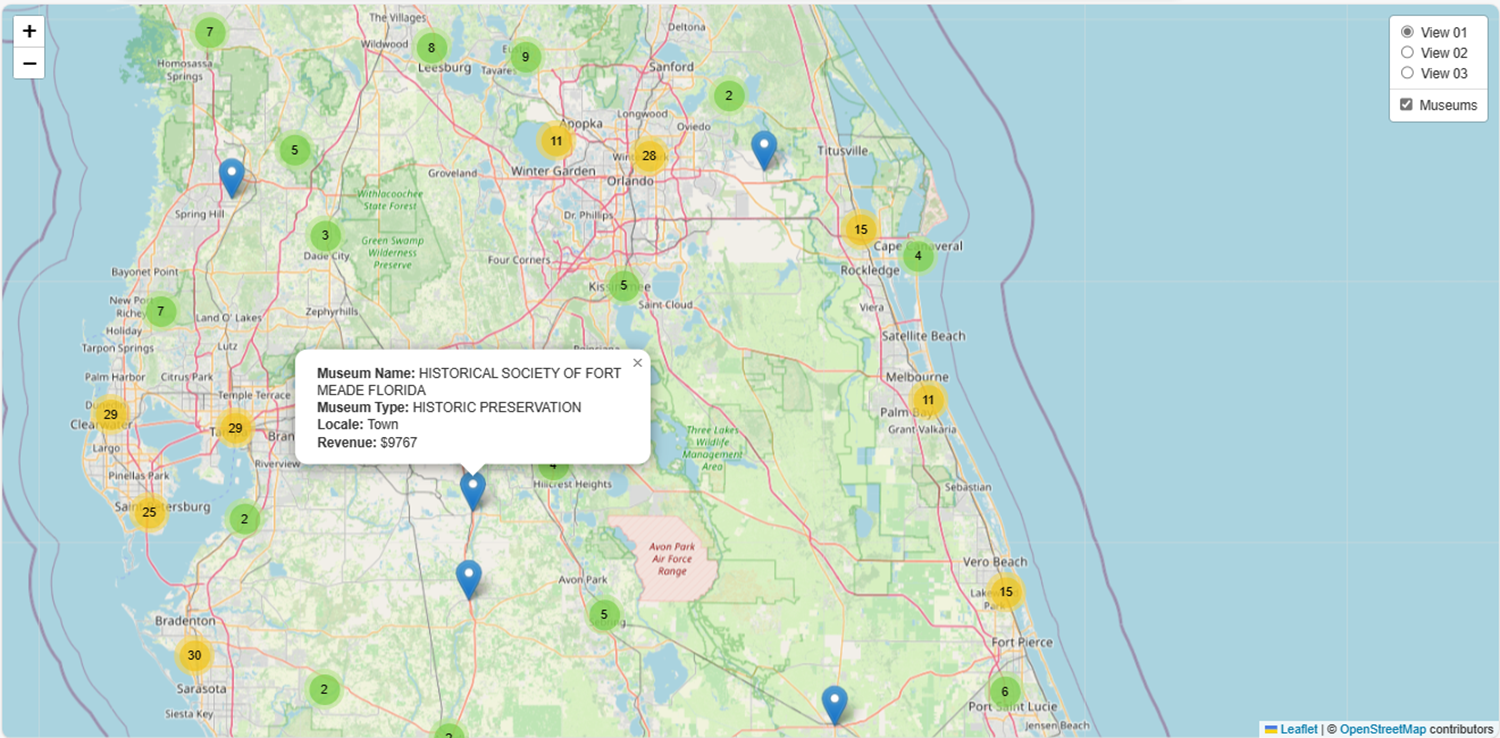 +
−
View 01
View 02
View 03
Museums
The Villages
Deltona
7
Wildwood
8
9
Leesburg
Tavares
Sanford
Homosassa
Springs
2
Longwood
Apopka
Oviedo
11
28
5
Titusville
Winter Garden
Orlando
Groveland
Withlacoochee
State Forest
Spring Hill
Dr. Phillips
15
3
Green Swamp
Wilderness
Preserve
Cape Canaveral
4
Dade City
Four Corners
Rockledge
Bayonet Point
5
Saint Cloud
New Port
Richey
7
Land O' Lakes
Zephyrhills
Viera
Holiday
Satellite Beach
Tarpon Springs
Lutz
Palm Harbor
Citrus Park
Melbourne
Temple Terrace
11
Palm Bay
29
Clearwater
29
Grant-Valkaria
Museum Name: HISTORICAL SOCIETY OF FORT
MEADE FLORIDA
Museum Type: HISTORIC PRESERVATION
Locale: Town
Revenue: $9767
×
Three Lakes
Wildlife
Management
Area
Largo
Riverview
4
Pinellas Park
Hillcrest Heights
Sebastian
25
2
Avon Park
Air Force
Range
Vero Beach
Avon Park
15
Bradenton
5
Fort Pierce
30
Sarasota
2
6
Port Saint Lucie
Siesta Key
Jensen Beach
Leaflet | © OpenStreetMap contributors